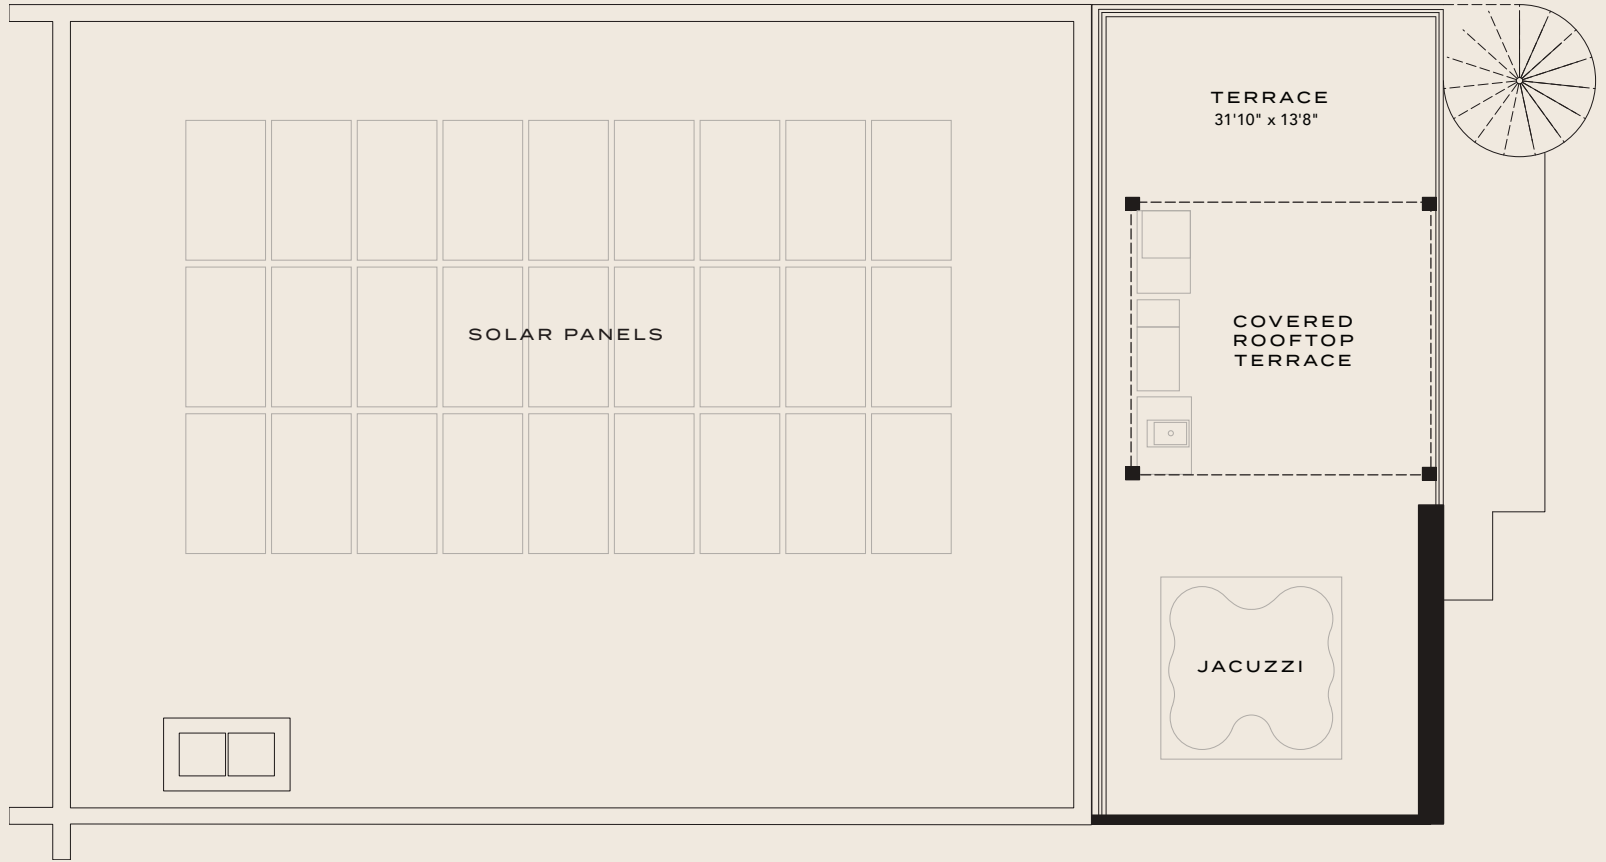 TERRACE
31'10" x 13'8"
SOLAR PANELS
COVERED
ROOFTOP
TERRACE
JACUZZI